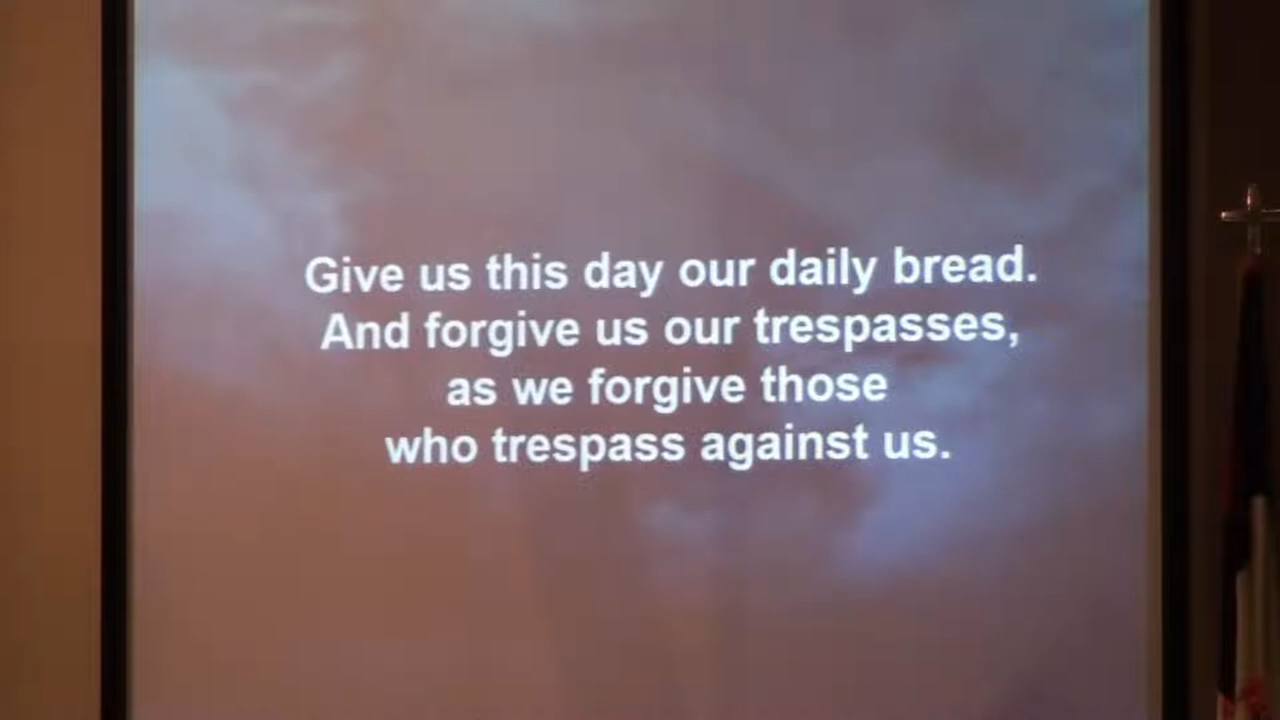 Give us this day our daily bread.
And forgive us our trespasses,
as we forgive those
who trespass against us.